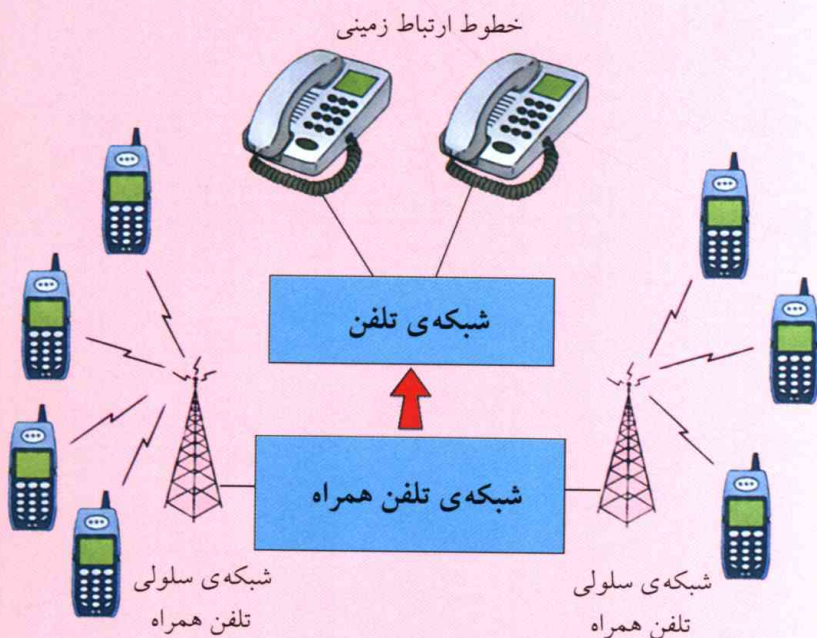 خطوط ارتباط زمینی
شبکه‌ی تلفن
شبکه‌ی تلفن همراه
شبکه‌ی سلولی
تلفن همراه
شبکه‌ی سلولی
تلفن همراه